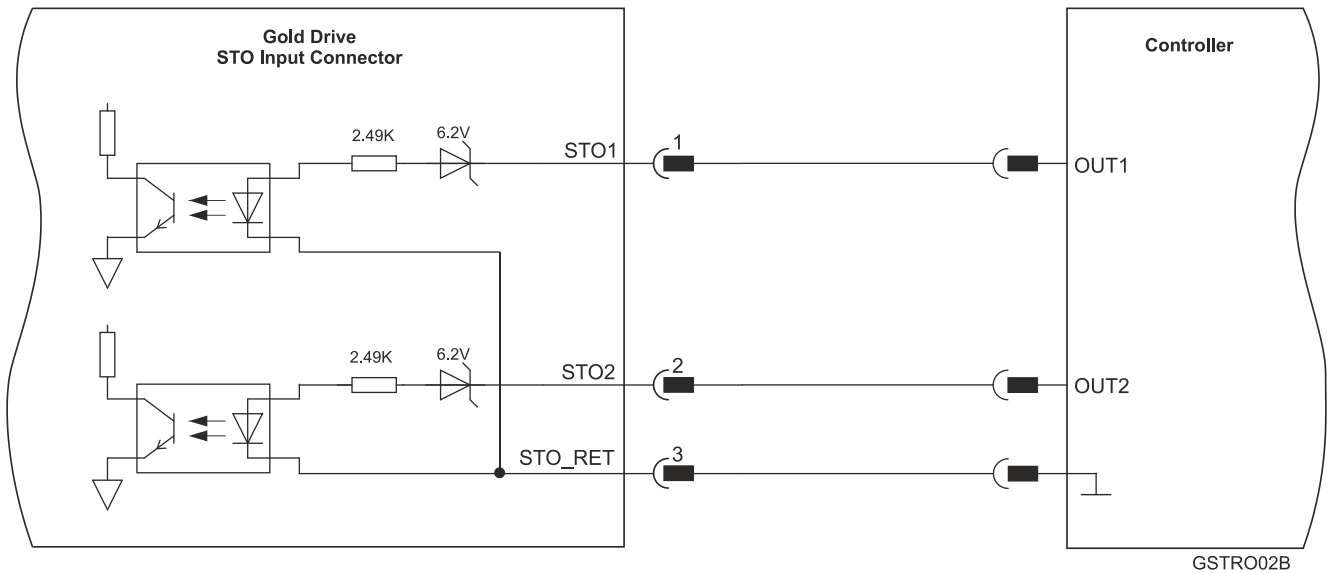 Gold Drive
STO Input Connector
Controller
2.49K
6.2V
STO1
1
OUT1
2.49K
6.2V
STO2
2
OUT2
STO_RET
3
GSTRO02B